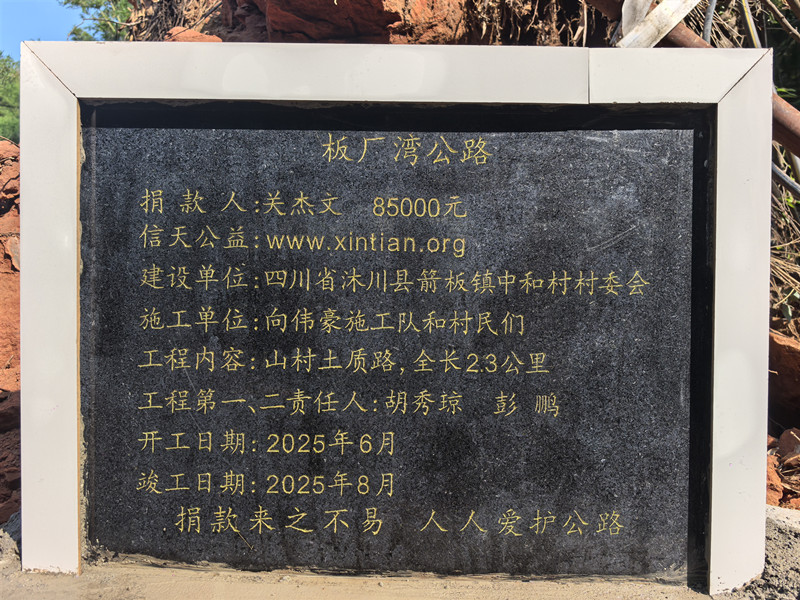 板厂湾公路
捐款人:关杰文 85000元
信天公益:www.xintian.org
建设单位:四川省沐川县箭板镇中和村村委会
施工单位:向伟豪施工队和村民们
工程内容:山村土质路,全长2.3公里
工程第一、二责任人:胡秀琼 彭鹏
开工日期:2025年6月
竣工日期:2025年8月
捐款来之不易 人人爱护公路